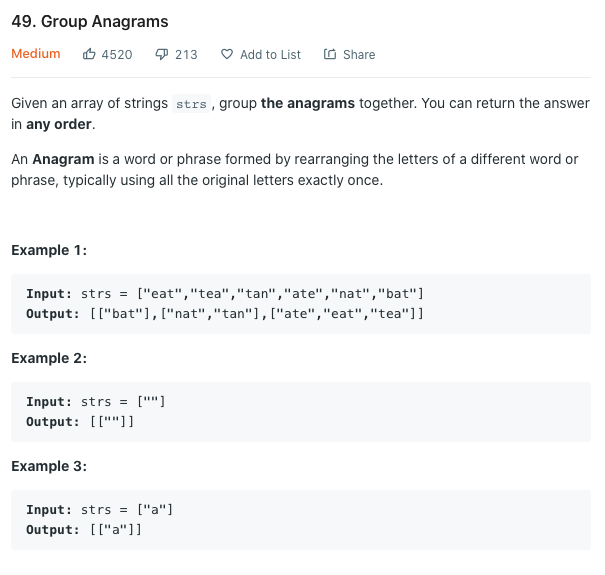 49. Group Anagrams
Medium 4520 213 Add to List Share
Given an array of strings strs, group the anagrams together. You can return the answer
in any order.
An Anagram is a word or phrase formed by rearranging the letters of a different word or
phrase, typically using all the original letters exactly once.
Example 1:
Input: strs = ["eat","tea","tan","ate","nat","bat"]
Output: [["bat"],["nat","tan"],["ate","eat","tea"]]
Example 2:
Input: strs = [""]
Output: [[""]]
Example 3:
Input: strs = ["a"]
Output: [["a"]]